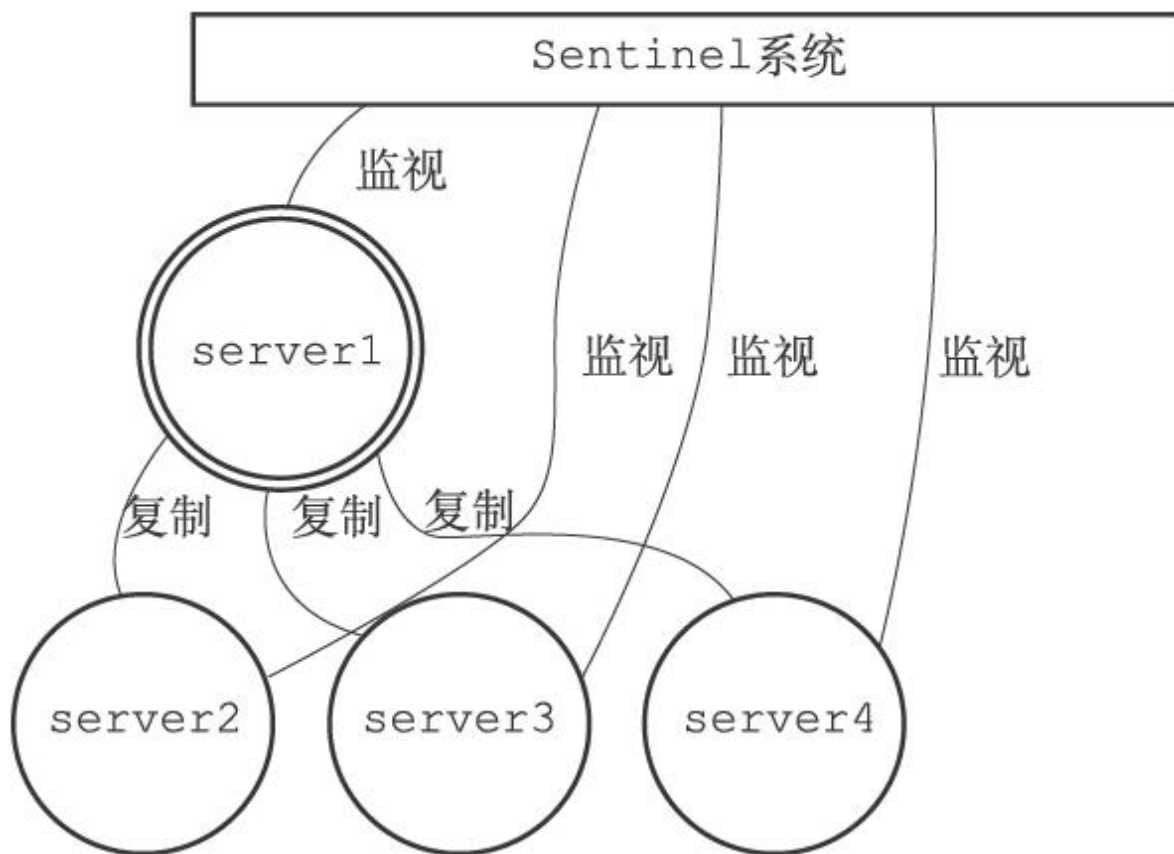 Sentinel系统
监视
server1
监视
监视
监视
复制
复制
复制
server2
server3
server4